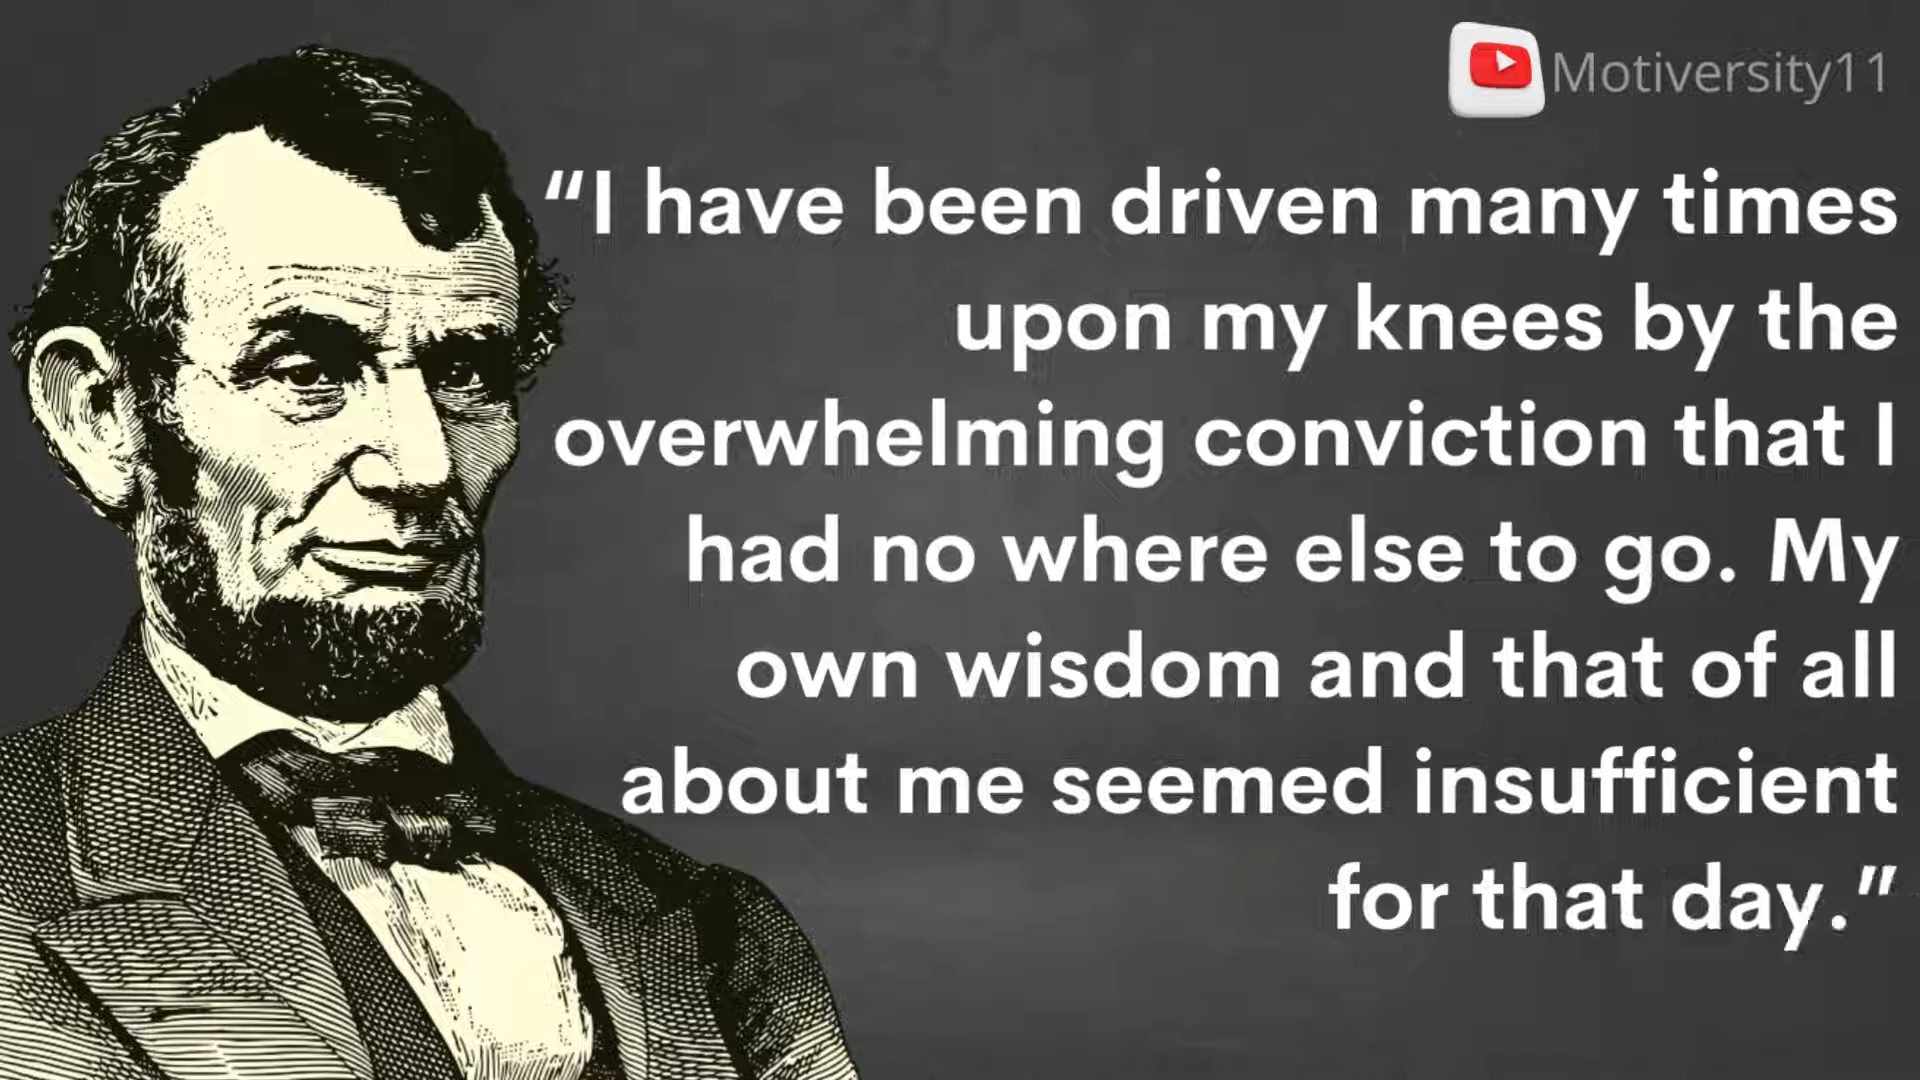 Motiversity11
“I have been driven many times
upon my knees by the
overwhelming conviction that I
had no where else to go. My
own wisdom and that of all
about me seemed insufficient
for that day.”